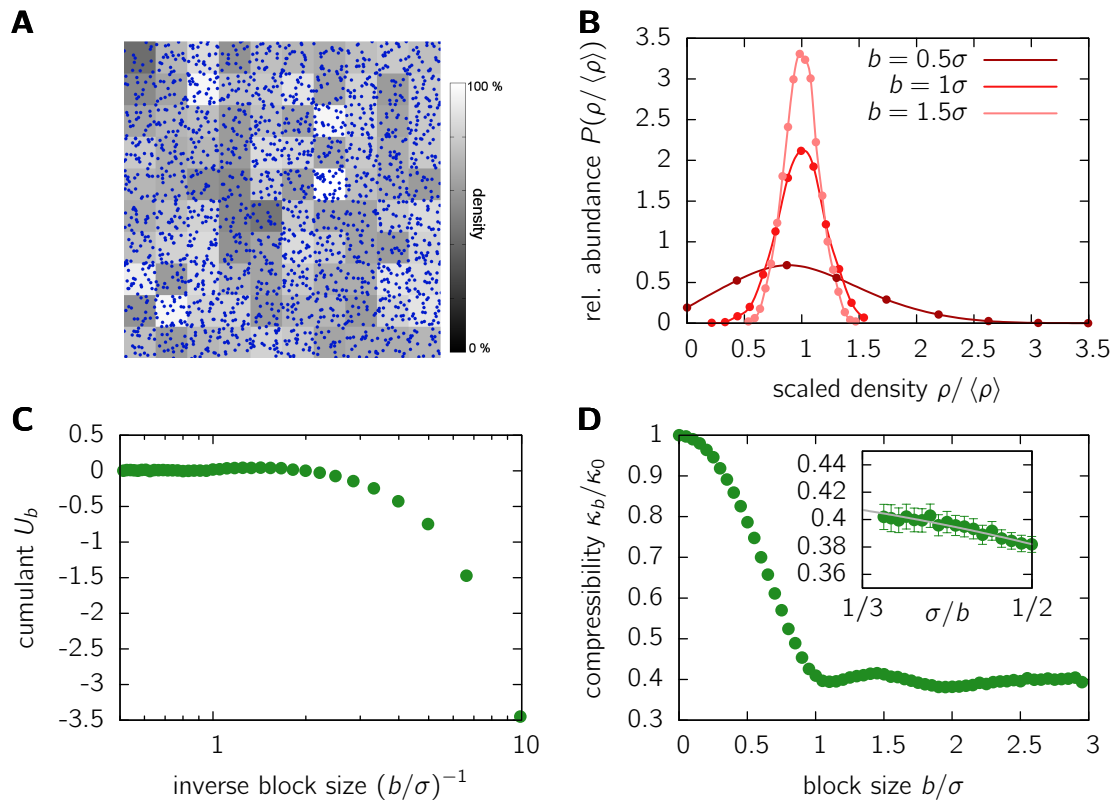 A
100 %
density
0 %
B
rel. abundance P(ρ/ ⟨ρ⟩)
3.5
3
2.5
2
1.5
1
0.5
0
b = 0.5σ
b = 1σ
b = 1.5σ
0 0.5 1 1.5 2 2.5 3 3.5
scaled density ρ/ ⟨ρ⟩
C
cumulant U_b
0.5
0
-0.5
-1
-1.5
-2
-2.5
-3
-3.5
1 10
inverse block size (b/σ)⁻¹
D
compressibility κ_b/κ_0
1
0.9
0.8
0.7
0.6
0.5
0.4
0.3
0.44
0.42
0.4
0.38
0.36
1/3 σ/b 1/2
0 0.5 1 1.5 2 2.5 3
block size b/σ